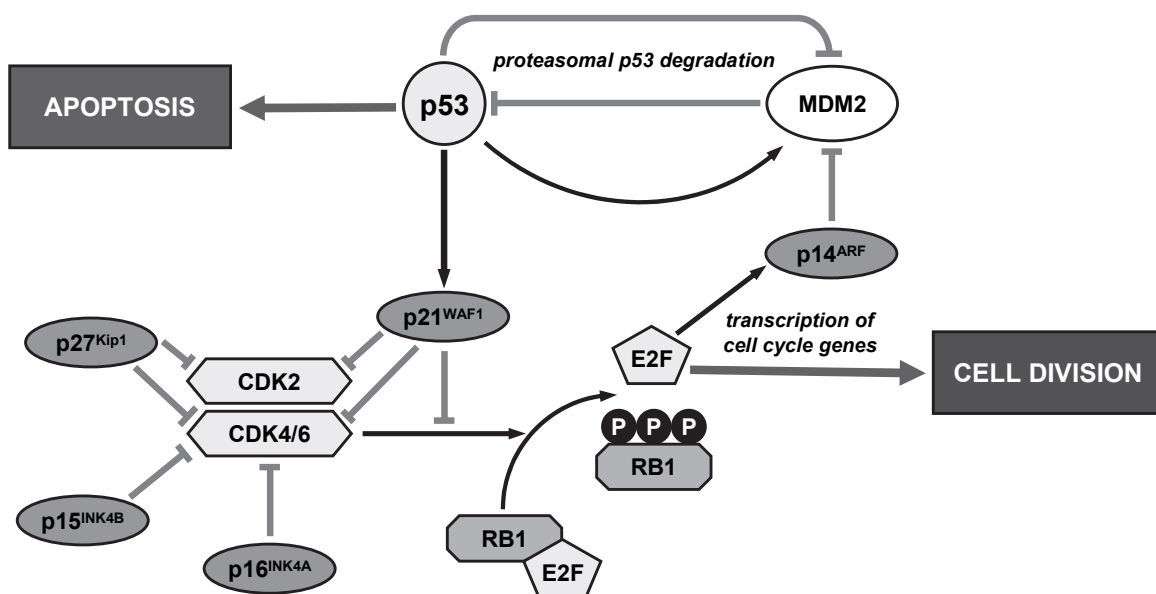 proteasomal p53 degradation
APOPTOSIS
p53
MDM2
p14ARF
p21WAF1
p27Kip1
transcription of
cell cycle genes
E2F
CDK2
CELL DIVISION
CDK4/6
P P P
RB1
p15INK4B
RB1
p16INK4A
E2F